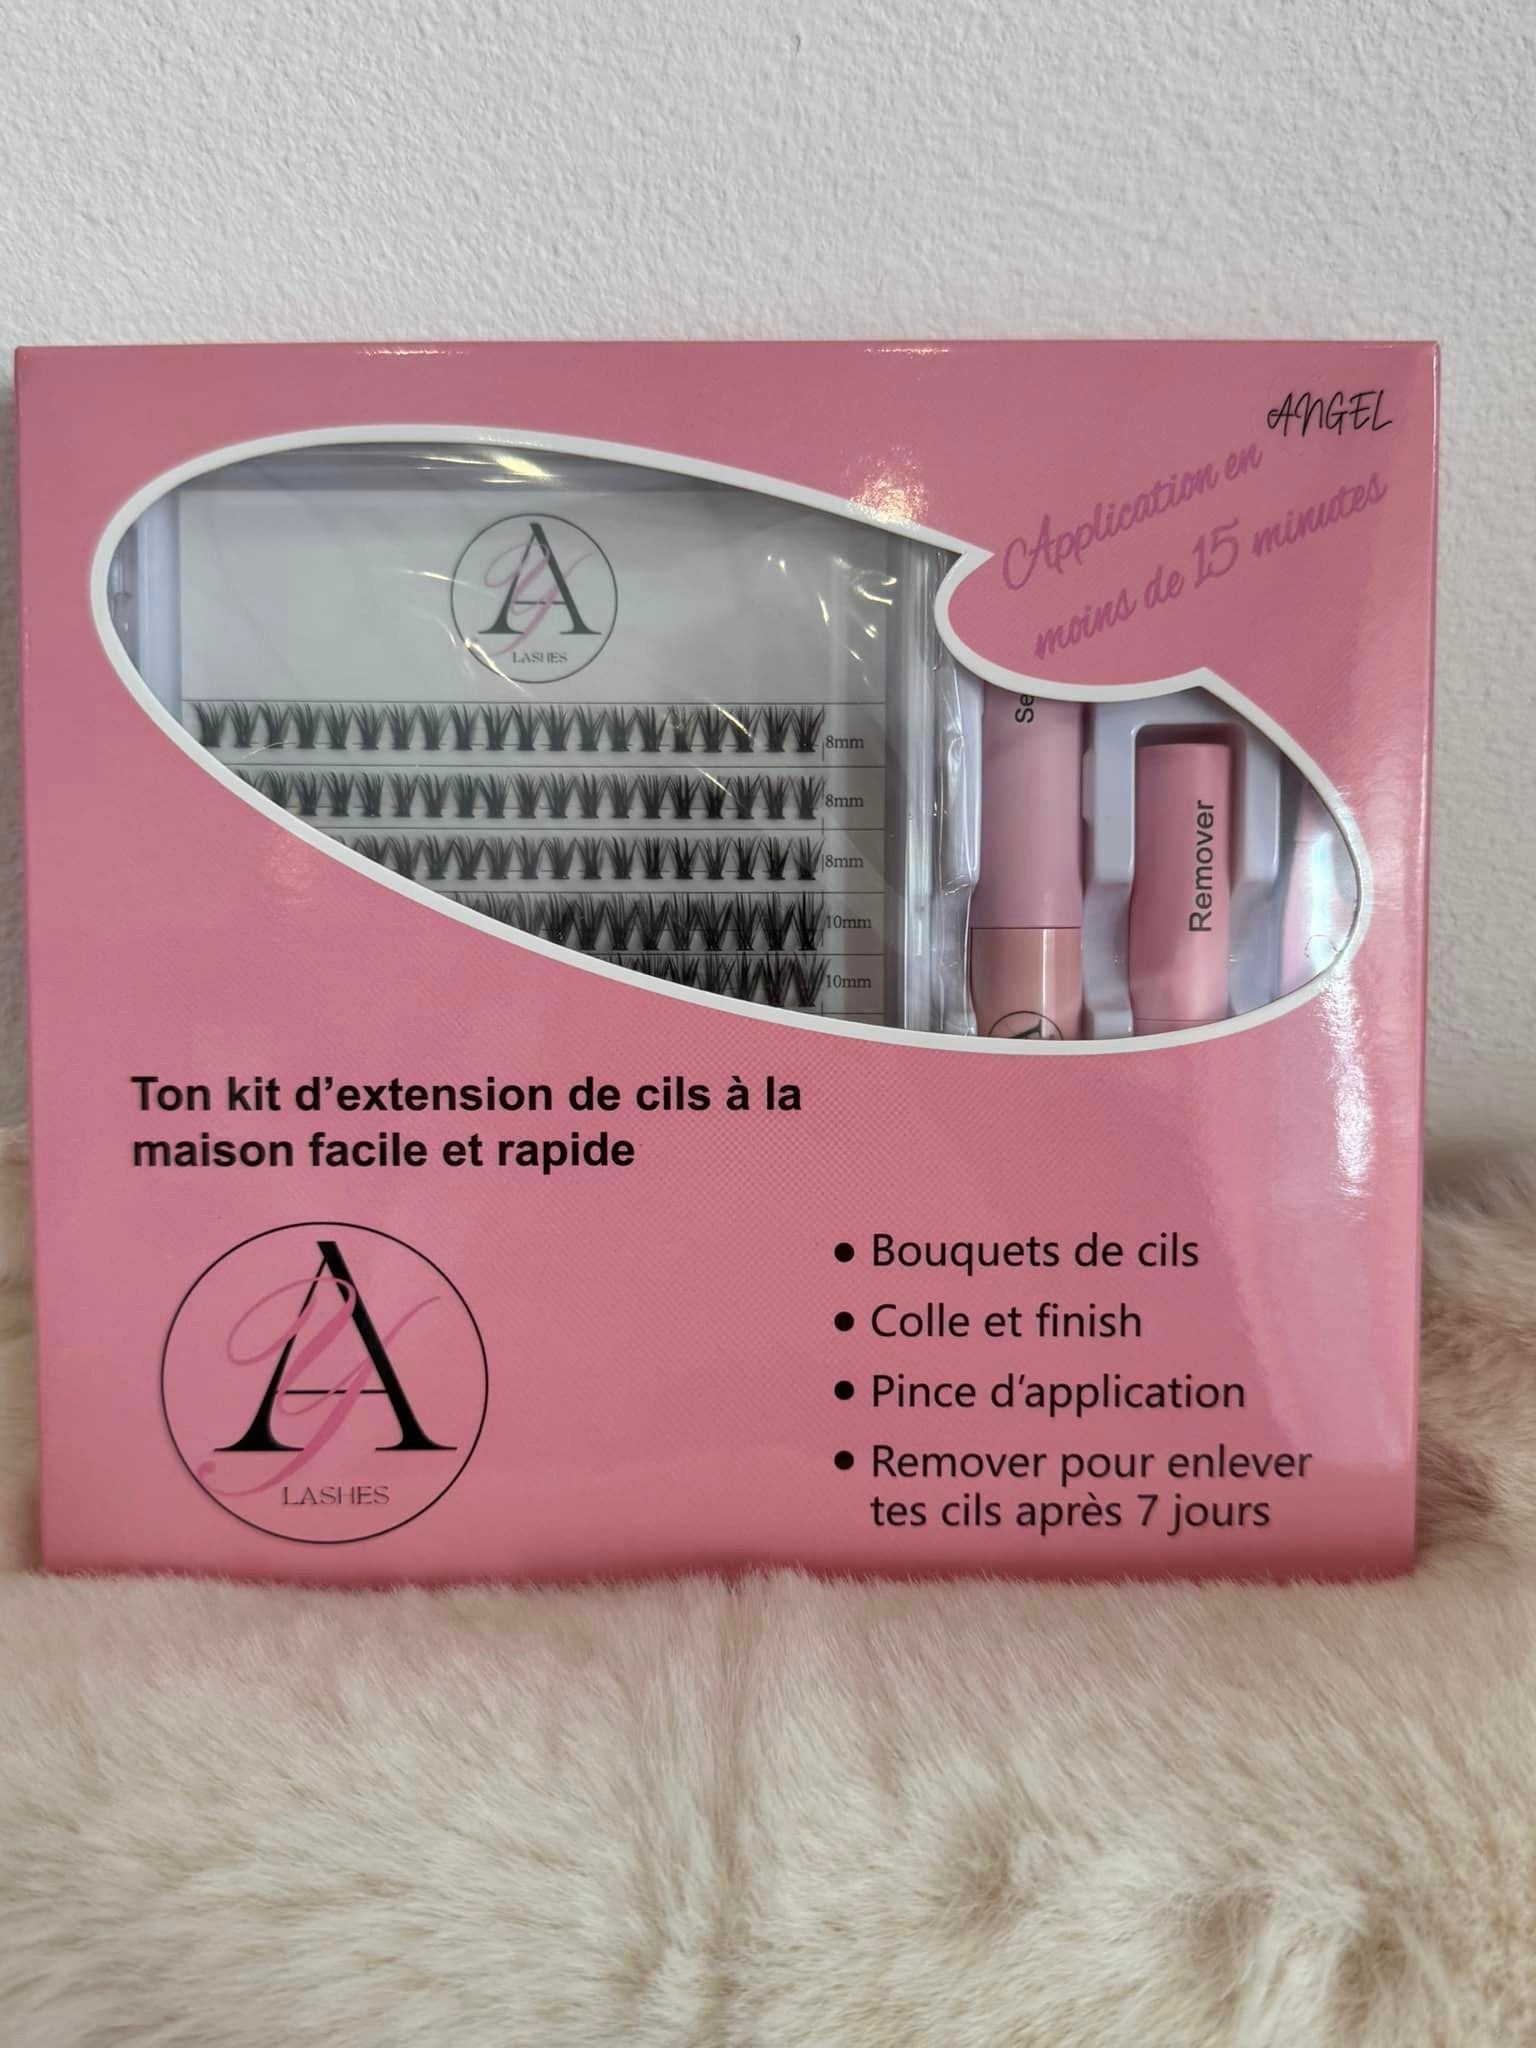 ANGEL
Application en
moins de 15 minutes
YA
LASHES
8mm
8mm
8mm
10mm
10mm
Remover
Ton kit d’extension de cils à la
maison facile et rapide
YA
LASHES
• Bouquets de cils
• Colle et finish
• Pince d’application
• Remover pour enlever
tes cils après 7 jours